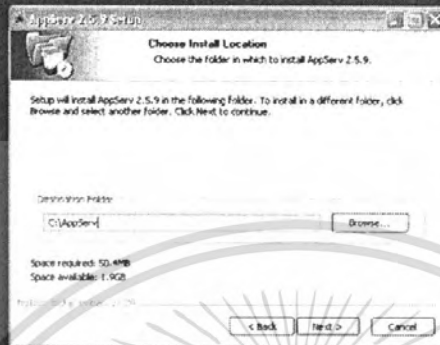 AppServ 2.5.9 Setup
Choose Install Location
Choose the folder in which to install AppServ 2.5.9.
Setup will install AppServ 2.5.9 in the following folder. To install in a different folder, click
Browse and select another folder. Click Next to continue.
Destination Folder
C:\AppServ
Browse...
Space required: 50.4MB
Space available: 1.9GB
< Back
Next >
Cancel